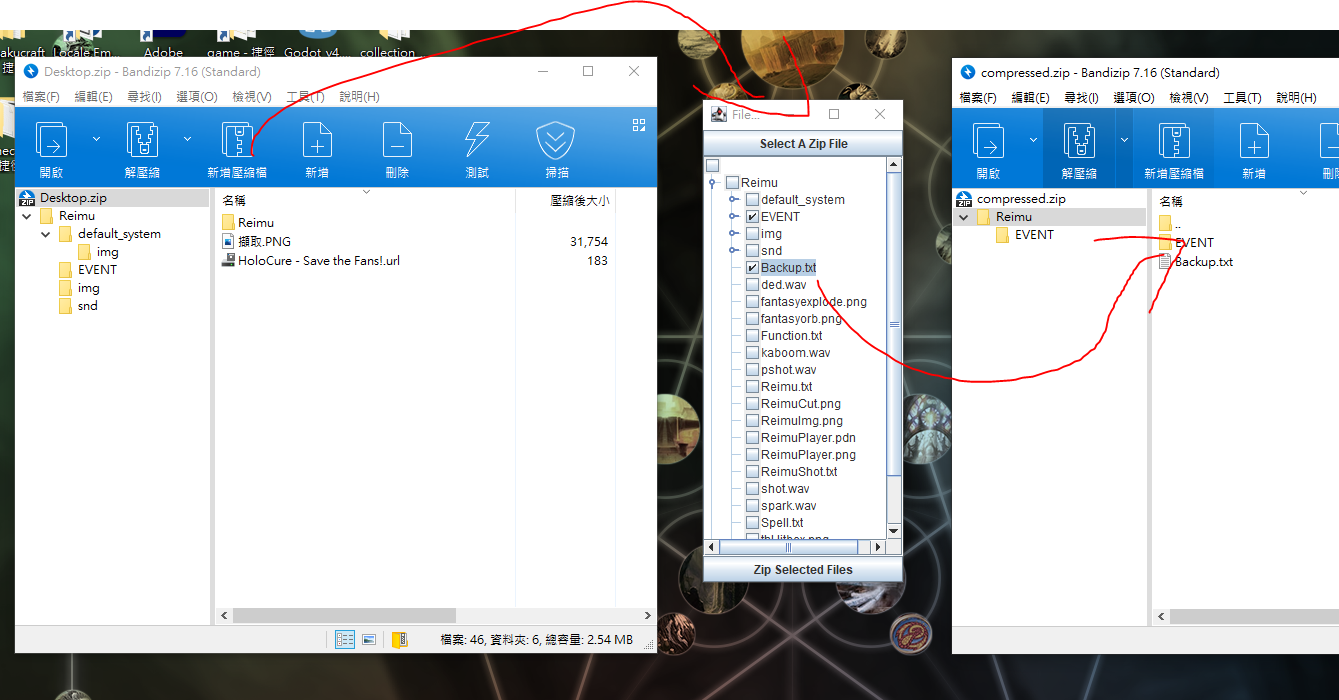 akucraft
捷
Locale.Em...
Adobe
game - 捷徑
Godot_v4...
collection
Desktop.zip - Bandizip 7.16 (Standard)
檔案(F) 編輯(E) 尋找(I) 選項(O) 檢視(V) 工具(T) 說明(H)
開啟 解壓縮 新增壓縮檔 新增 刪除 測試 掃描
Desktop.zip
Reimu
default_system
img
EVENT
img
snd
名稱 壓縮後大小
Reimu
擷取.PNG 31,754
HoloCure - Save the Fans!.url 183
檔案: 46, 資料夾: 6, 總容量: 2.54 MB
File...
Select A Zip File
Reimu
default_system
EVENT
img
snd
Backup.txt
ded.wav
fantasyexplode.png
fantasyorb.png
Function.txt
kaboom.wav
pshot.wav
Reimu.txt
ReimuCut.png
ReimuImg.png
ReimuPlayer.pdn
ReimuPlayer.png
ReimuShot.txt
shot.wav
spark.wav
Spell.txt
Zip Selected Files
compressed.zip - Bandizip 7.16 (Standard)
檔案(F) 編輯(E) 尋找(I) 選項(O) 檢視(V) 工具(T) 說明(H)
開啟 解壓縮 新增壓縮檔 新增
compressed.zip
Reimu
EVENT
名稱
..
EVENT
Backup.txt